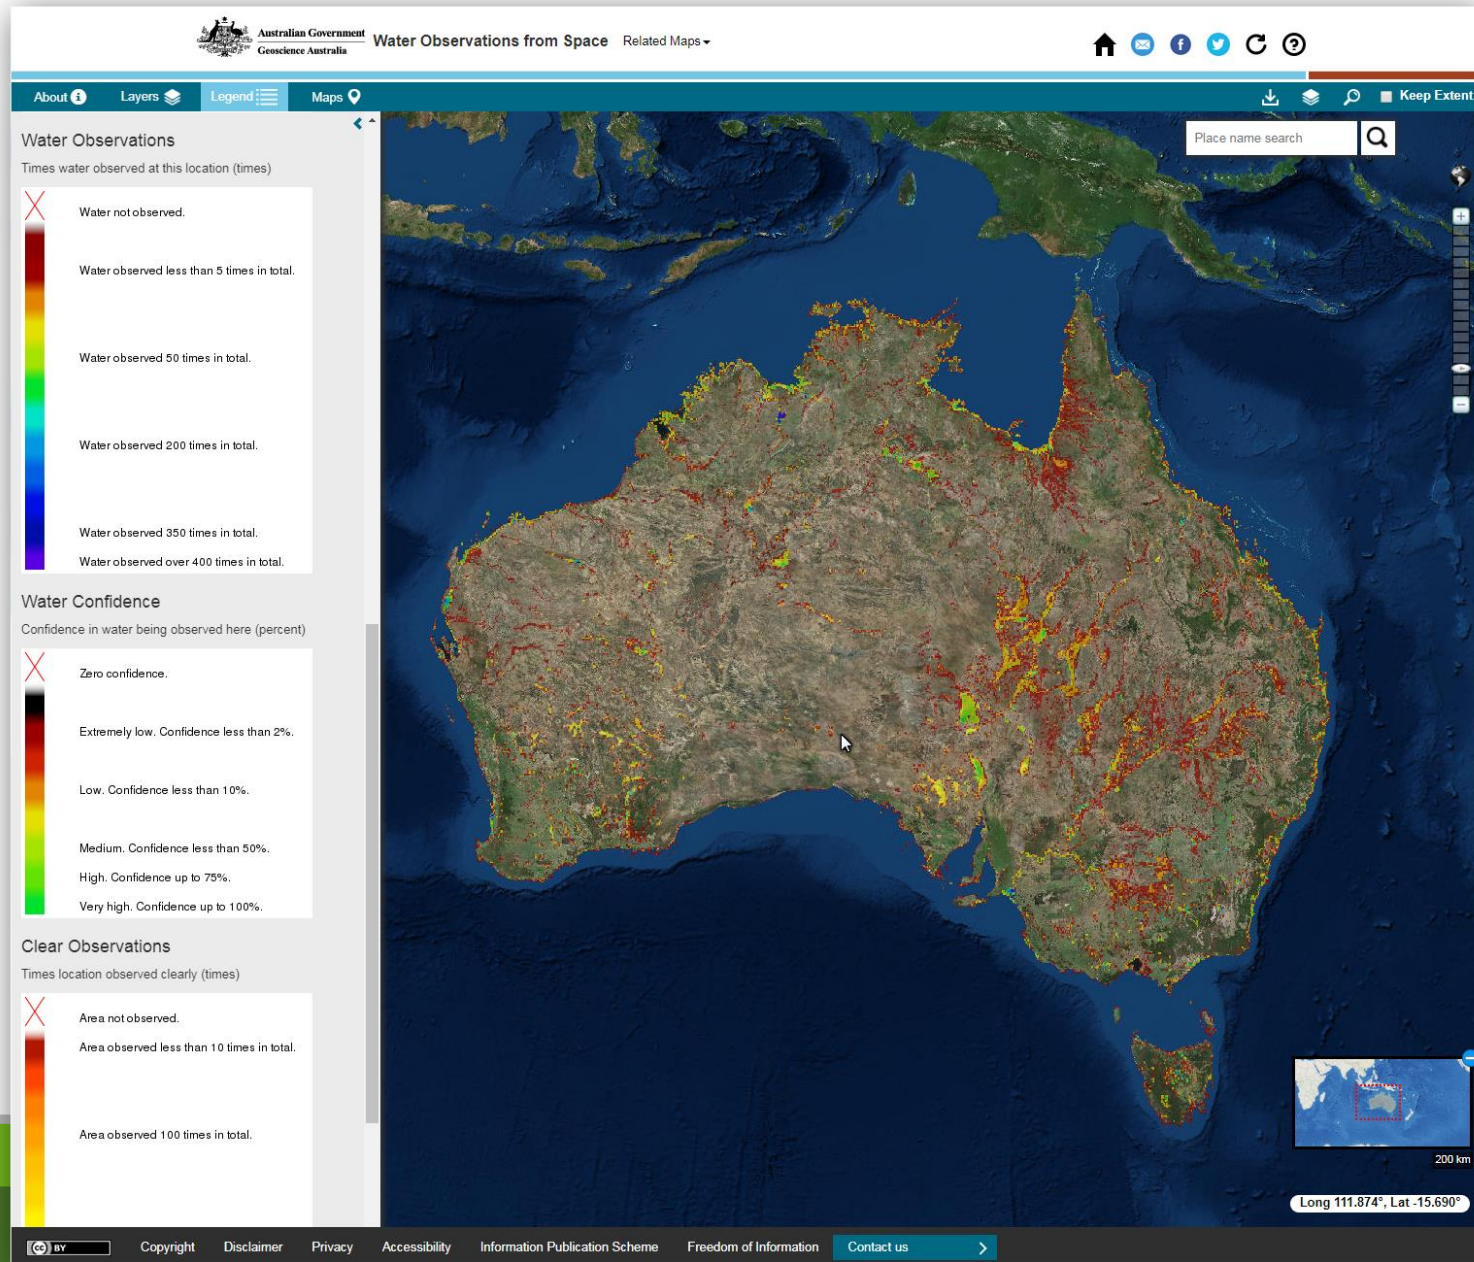 Australian Government
Geoscience Australia
Water Observations from Space
Related Maps
About
Layers
Legend
Maps
Keep Extent
Water Observations
Times water observed at this location (times)
Water not observed.
Water observed less than 5 times in total.
Water observed 50 times in total.
Water observed 200 times in total.
Water observed 350 times in total.
Water observed over 400 times in total.
Water Confidence
Confidence in water being observed here (percent)
Zero confidence.
Extremely low. Confidence less than 2%.
Low. Confidence less than 10%.
Medium. Confidence less than 50%.
High. Confidence up to 75%.
Very high. Confidence up to 100%.
Clear Observations
Times location observed clearly (times)
Area not observed.
Area observed less than 10 times in total.
Area observed 100 times in total.
Place name search
200 km
Long 111.874°, Lat -15.690°
cc BY
Copyright
Disclaimer
Privacy
Accessibility
Information Publication Scheme
Freedom of Information
Contact us